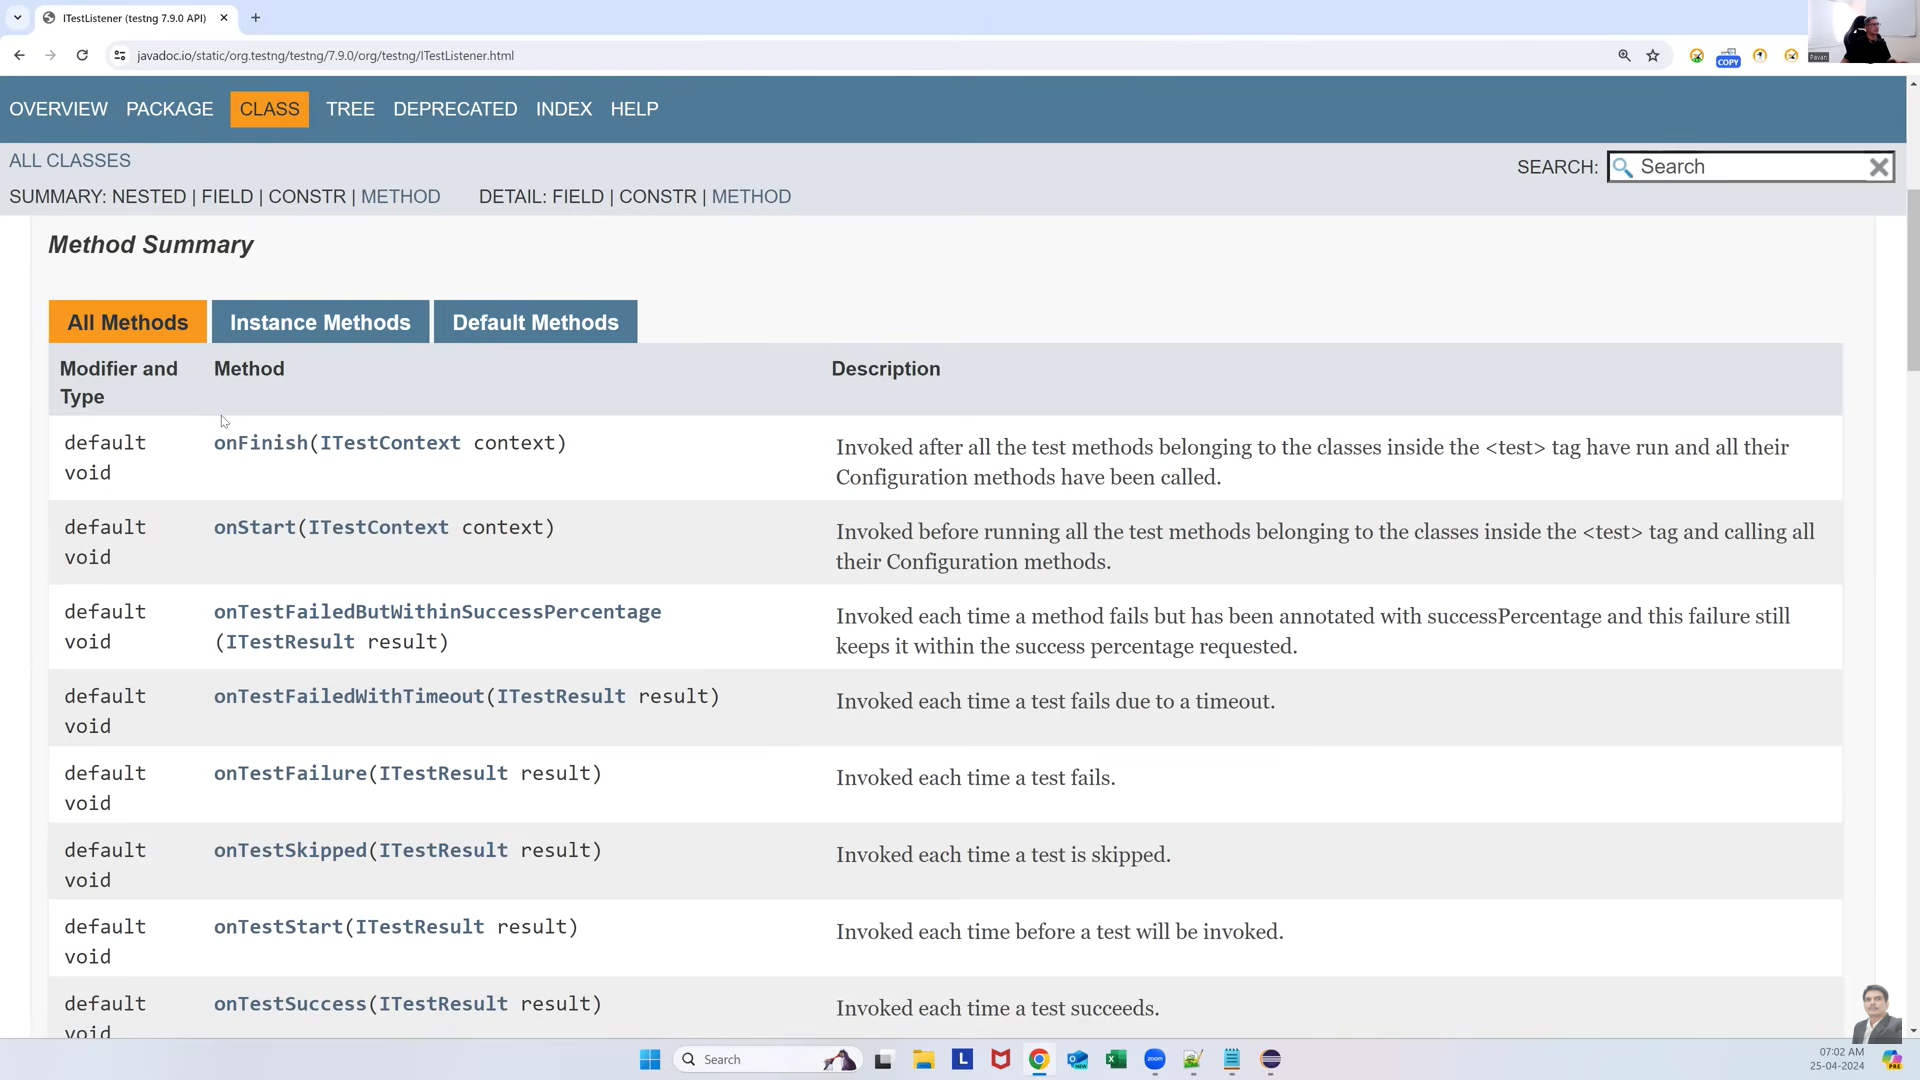 ITestListener (testng 7.9.0 API)
javadoc.io/static/org.testng/testng/7.9.0/org/testng/ITestListener.html
COPY
Pavan
OVERVIEW PACKAGE CLASS TREE DEPRECATED INDEX HELP
ALL CLASSES
SEARCH: Search
SUMMARY: NESTED | FIELD | CONSTR | METHOD DETAIL: FIELD | CONSTR | METHOD
Method Summary
All Methods Instance Methods Default Methods
Modifier and Type Method Description
default void onFinish(ITestContext context)
Invoked after all the test methods belonging to the classes inside the <test> tag have run and all their
Configuration methods have been called.
default void onStart(ITestContext context)
Invoked before running all the test methods belonging to the classes inside the <test> tag and calling all
their Configuration methods.
default void onTestFailedButWithinSuccessPercentage
(ITestResult result)
Invoked each time a method fails but has been annotated with successPercentage and this failure still
keeps it within the success percentage requested.
default void onTestFailedWithTimeout(ITestResult result)
Invoked each time a test fails due to a timeout.
default void onTestFailure(ITestResult result)
Invoked each time a test fails.
default void onTestSkipped(ITestResult result)
Invoked each time a test is skipped.
default void onTestStart(ITestResult result)
Invoked each time before a test will be invoked.
default void onTestSuccess(ITestResult result)
Invoked each time a test succeeds.
Search
L
NEW
zoom
07:02 AM
25-04-2024
PRE